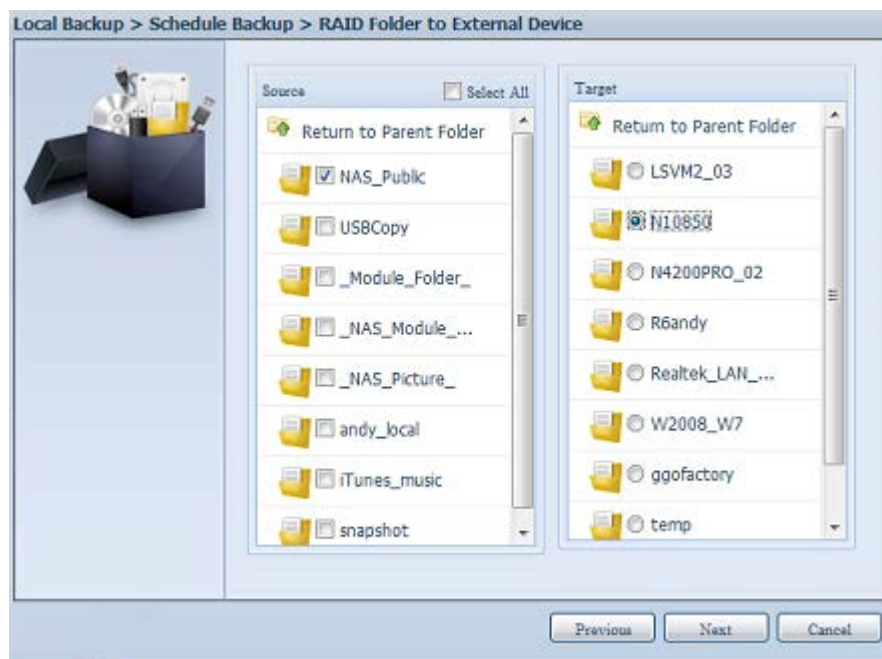 Local Backup > Schedule Backup > RAID Folder to External Device
Source
Select All
Return to Parent Folder
NAS_Public
USBCopy
_Module_Folder_
_NAS_Module_...
_NAS_Picture_
andy_local
iTunes_music
snapshot
Target
Return to Parent Folder
LSVM2_03
N10850
N4200PRO_02
R6andy
Realtek_LAN_...
W2008_W7
ggofactory
temp
Previous
Next
Cancel